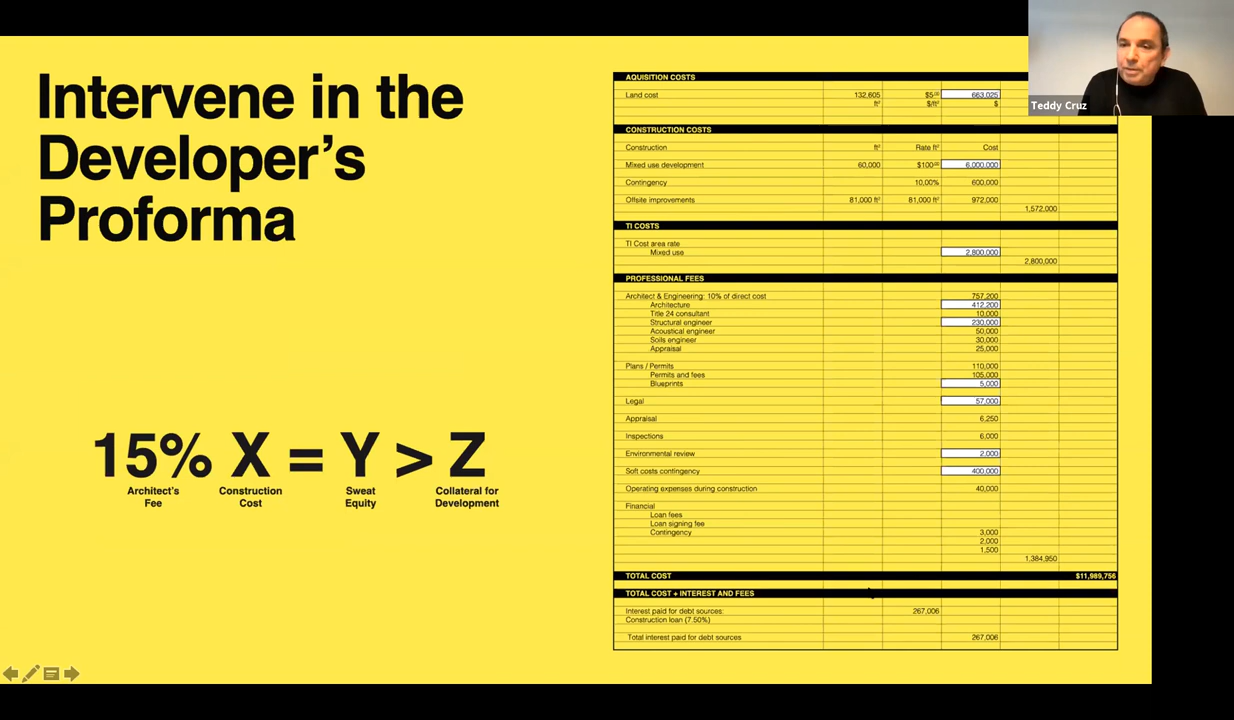 Intervene in the
Developer's
Proforma
15% X = Y > Z
Architect's Fee Construction Cost Sweat Equity Collateral for Development
AQUISITION COSTS
Land cost 132,605 $5.00 663,025
ft² $/ft² $
CONSTRUCTION COSTS
Construction ft² Rate ft² Cost
Mixed use development 60,000 $100.00 6,000,000
Contingency 10,00% 600,000
Offsite improvements 81,000 ft² 81,000 ft² 972,000
1,572,000
TI COSTS
TI Cost area rate
Mixed use 2,800,000
2,800,000
PROFESSIONAL FEES
Architect & Engineering: 10% of direct cost 757,200
Architecture 412,200
Title 24 consultant 10,000
Structural engineer 230,000
Acoustical engineer 50,000
Soils engineer 30,000
Appraisal 25,000
Plans / Permits 110,000
Permits and fees 105,000
Blueprints 5,000
Legal 57,000
Appraisal 6,250
Inspections 6,000
Environmental review 2,000
Soft costs contingency 400,000
Operating expenses during construction 40,000
Financial
Loan fees
Loan signing fee
Contingency 3,000
2,000
1,500
1,384,950
TOTAL COST $11,989,756
TOTAL COST + INTEREST AND FEES
Interest paid for debt sources: 267,006
Construction loan (7.50%)
Total interest paid for debt sources 267,006
Teddy Cruz